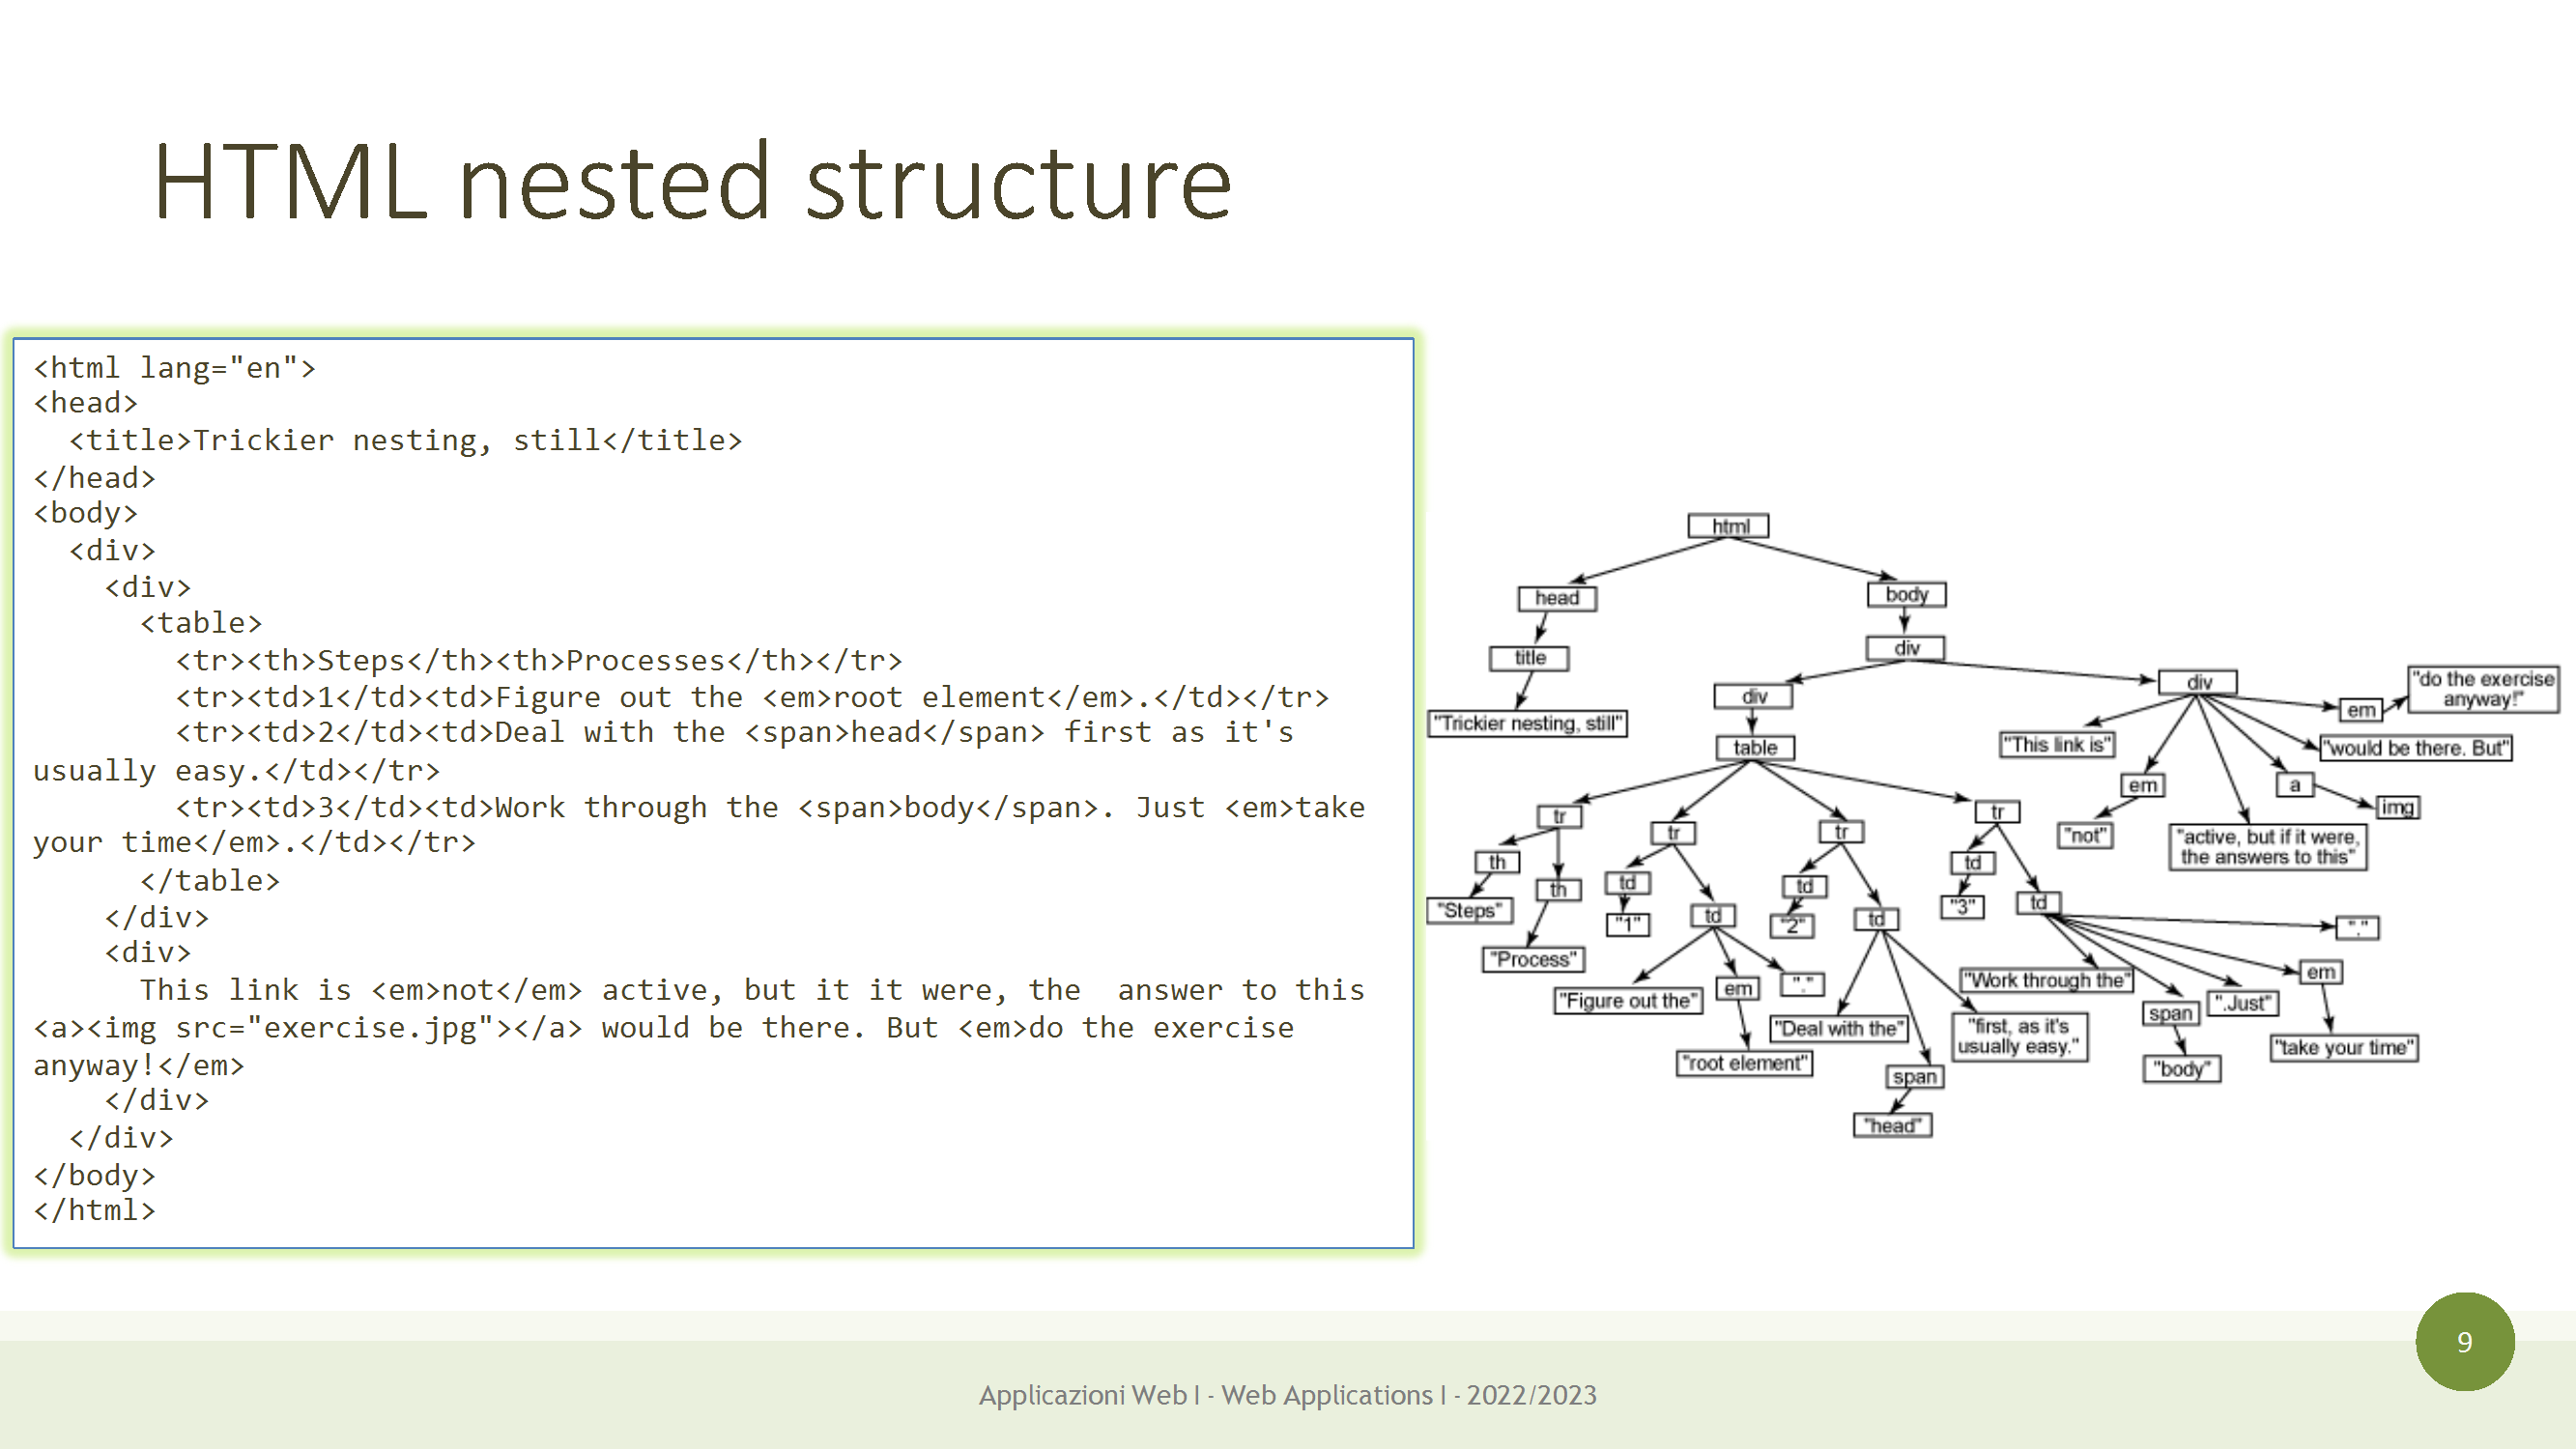 HTML nested structure
<html lang="en">
<head>
  <title>Trickier nesting, still</title>
</head>
<body>
  <div>
    <div>
      <table>
        <tr><th>Steps</th><th>Processes</th></tr>
        <tr><td>1</td><td>Figure out the <em>root element</em>.</td></tr>
        <tr><td>2</td><td>Deal with the <span>head</span> first as it's
usually easy.</td></tr>
        <tr><td>3</td><td>Work through the <span>body</span>. Just <em>take
your time</em>.</td></tr>
      </table>
    </div>
    <div>
      This link is <em>not</em> active, but it it were, the  answer to this
<a><img src="exercise.jpg"></a> would be there. But <em>do the exercise
anyway!</em>
    </div>
  </div>
</body>
</html>
html
head
body
title
div
"Trickier nesting, still"
div
div
"do the exercise
anyway!"
em
table
"This link is"
"would be there. But"
em
a
img
"not"
"active, but if it were,
the answers to this"
tr
tr
tr
tr
th
th
td
td
td
td
td
td
"Steps"
"Process"
"1"
"2"
"3"
"Figure out the"
em
"."
"root element"
"Deal with the"
"first, as it's
usually easy."
span
"head"
"Work through the"
span
".Just"
em
"."
"body"
"take your time"
9
Applicazioni Web I - Web Applications I - 2022/2023